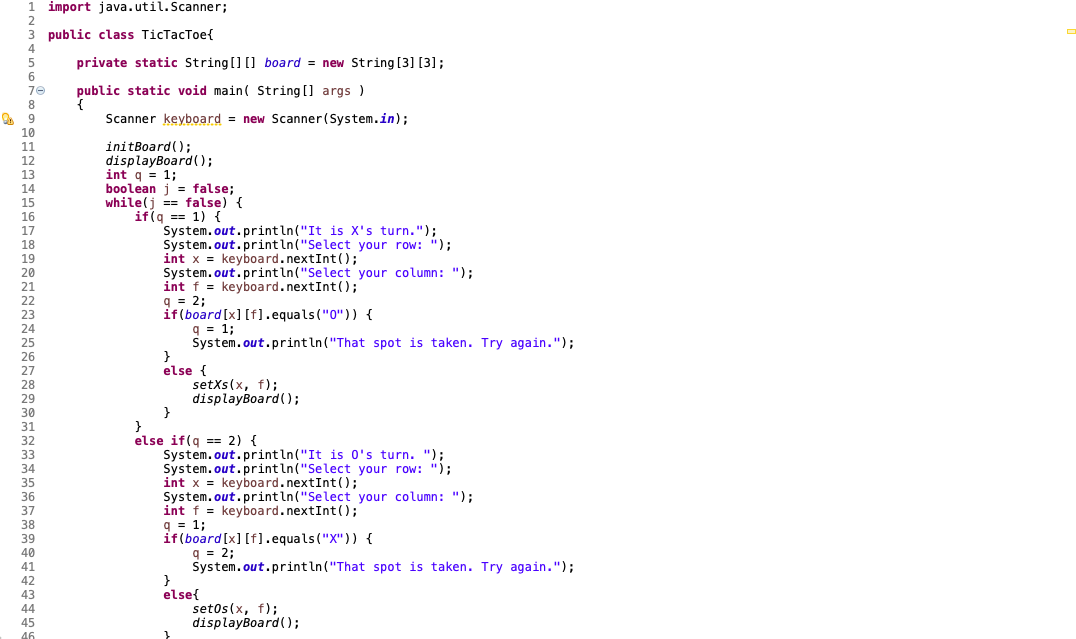 1 import java.util.Scanner;
2
3 public class TicTacToe{
4
5     private static String[][] board = new String[3][3];
6
7     public static void main( String[] args )
8     {
9         Scanner keyboard = new Scanner(System.in);
10
11         initBoard();
12         displayBoard();
13         int q = 1;
14         boolean j = false;
15         while(j == false) {
16             if(q == 1) {
17                 System.out.println("It is X's turn.");
18                 System.out.println("Select your row: ");
19                 int x = keyboard.nextInt();
20                 System.out.println("Select your column: ");
21                 int f = keyboard.nextInt();
22                 q = 2;
23                 if(board[x][f].equals("O")) {
24                     q = 1;
25                     System.out.println("That spot is taken. Try again.");
26                 }
27                 else {
28                     setXs(x, f);
29                     displayBoard();
30                 }
31             }
32             else if(q == 2) {
33                 System.out.println("It is O's turn. ");
34                 System.out.println("Select your row: ");
35                 int x = keyboard.nextInt();
36                 System.out.println("Select your column: ");
37                 int f = keyboard.nextInt();
38                 q = 1;
39                 if(board[x][f].equals("X")) {
40                     q = 2;
41                     System.out.println("That spot is taken. Try again.");
42                 }
43                 else{
44                     setOs(x, f);
45                     displayBoard();
46                 }